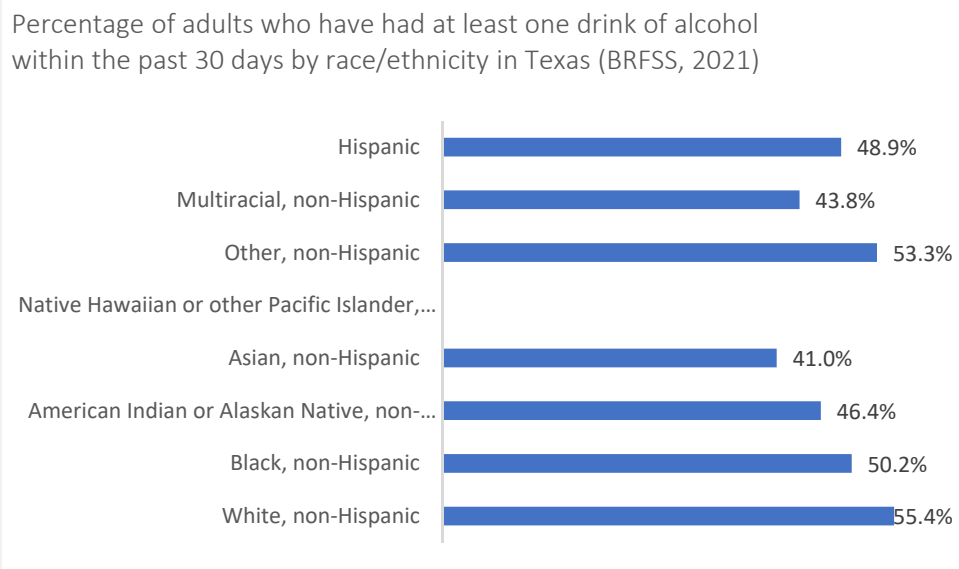 Percentage of adults who have had at least one drink of alcohol
within the past 30 days by race/ethnicity in Texas (BRFSS, 2021)
Hispanic 48.9%
Multiracial, non-Hispanic 43.8%
Other, non-Hispanic 53.3%
Native Hawaiian or other Pacific Islander,...
Asian, non-Hispanic 41.0%
American Indian or Alaskan Native, non-... 46.4%
Black, non-Hispanic 50.2%
White, non-Hispanic 55.4%